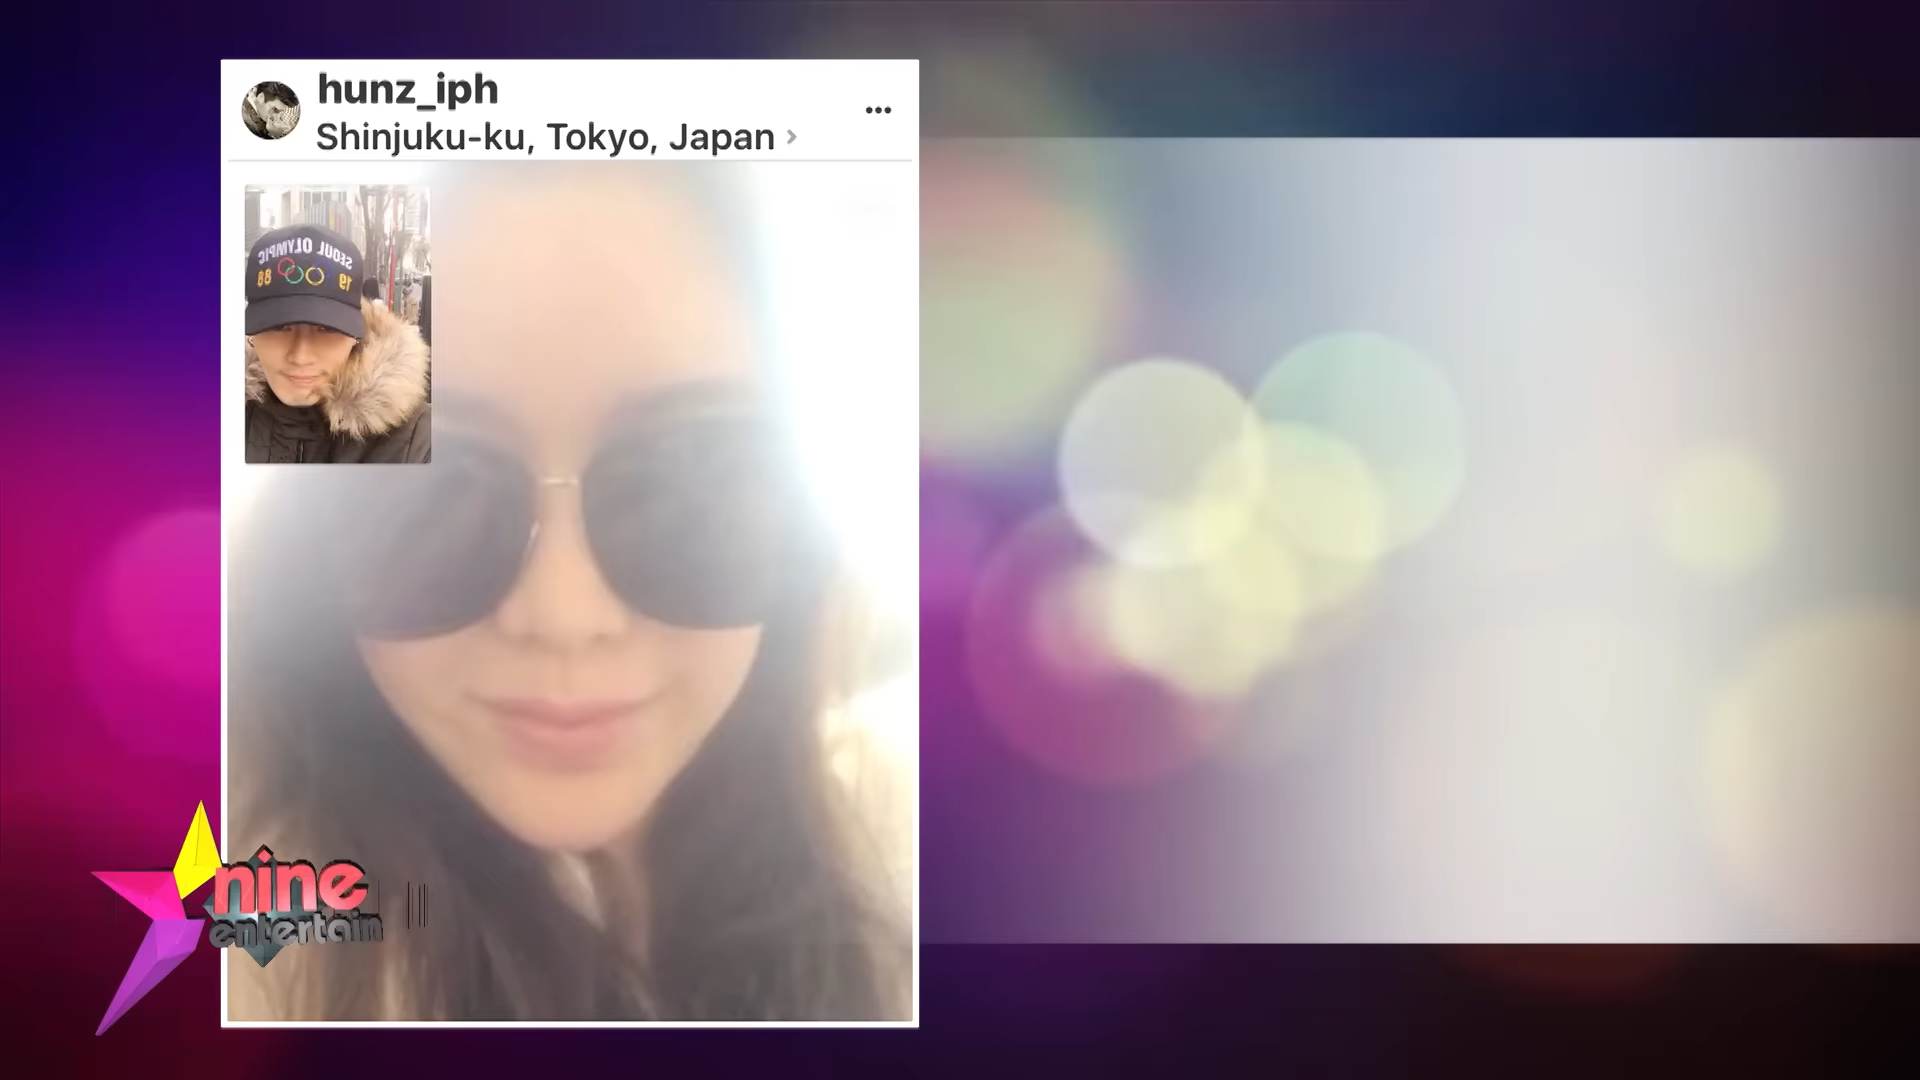 hunz_iph
Shinjuku-ku, Tokyo, Japan
SEOUL OLYMPIC
19 88
nine
entertain